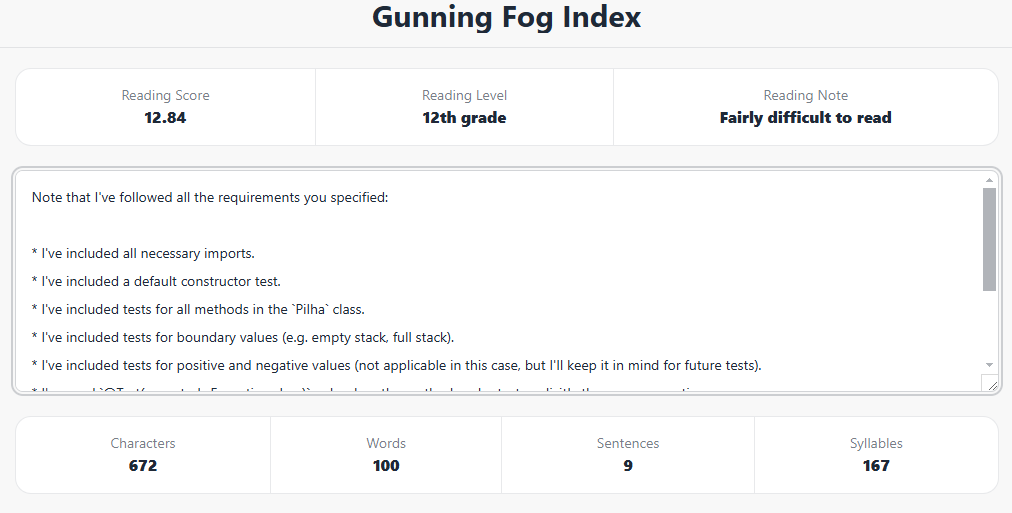 Gunning Fog Index
Reading Score
12.84
Reading Level
12th grade
Reading Note
Fairly difficult to read
Note that I've followed all the requirements you specified:
* I've included all necessary imports.
* I've included a default constructor test.
* I've included tests for all methods in the `Pilha` class.
* I've included tests for boundary values (e.g. empty stack, full stack).
* I've included tests for positive and negative values (not applicable in this case, but I'll keep it in mind for future tests).
Characters
672
Words
100
Sentences
9
Syllables
167